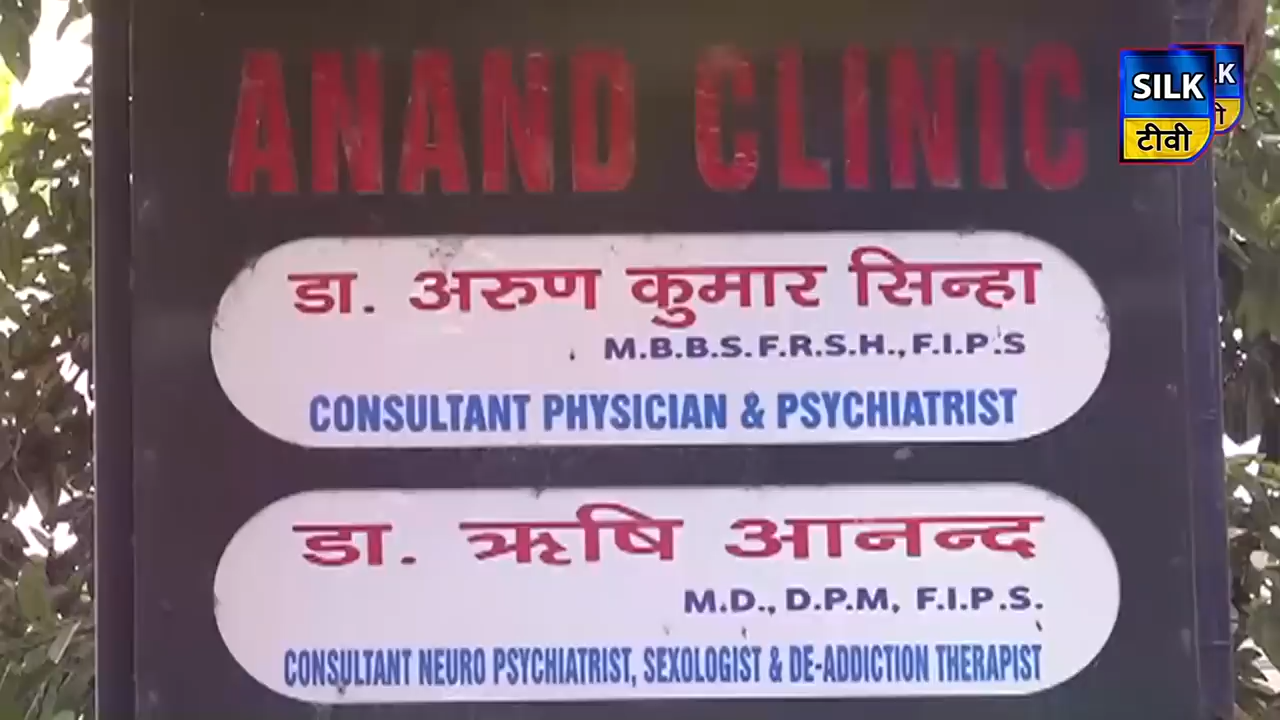 ANAND CLINIC
SILK
टीवी
डा. अरुण कुमार सिन्हा
M.B.B.S.F.R.S.H., F.I.P.S
CONSULTANT PHYSICIAN & PSYCHIATRIST
डा. ऋषि आनन्द
M.D., D.P.M, F.I.P.S.
CONSULTANT NEURO PSYCHIATRIST, SEXOLOGIST & DE-ADDICTION THERAPIST